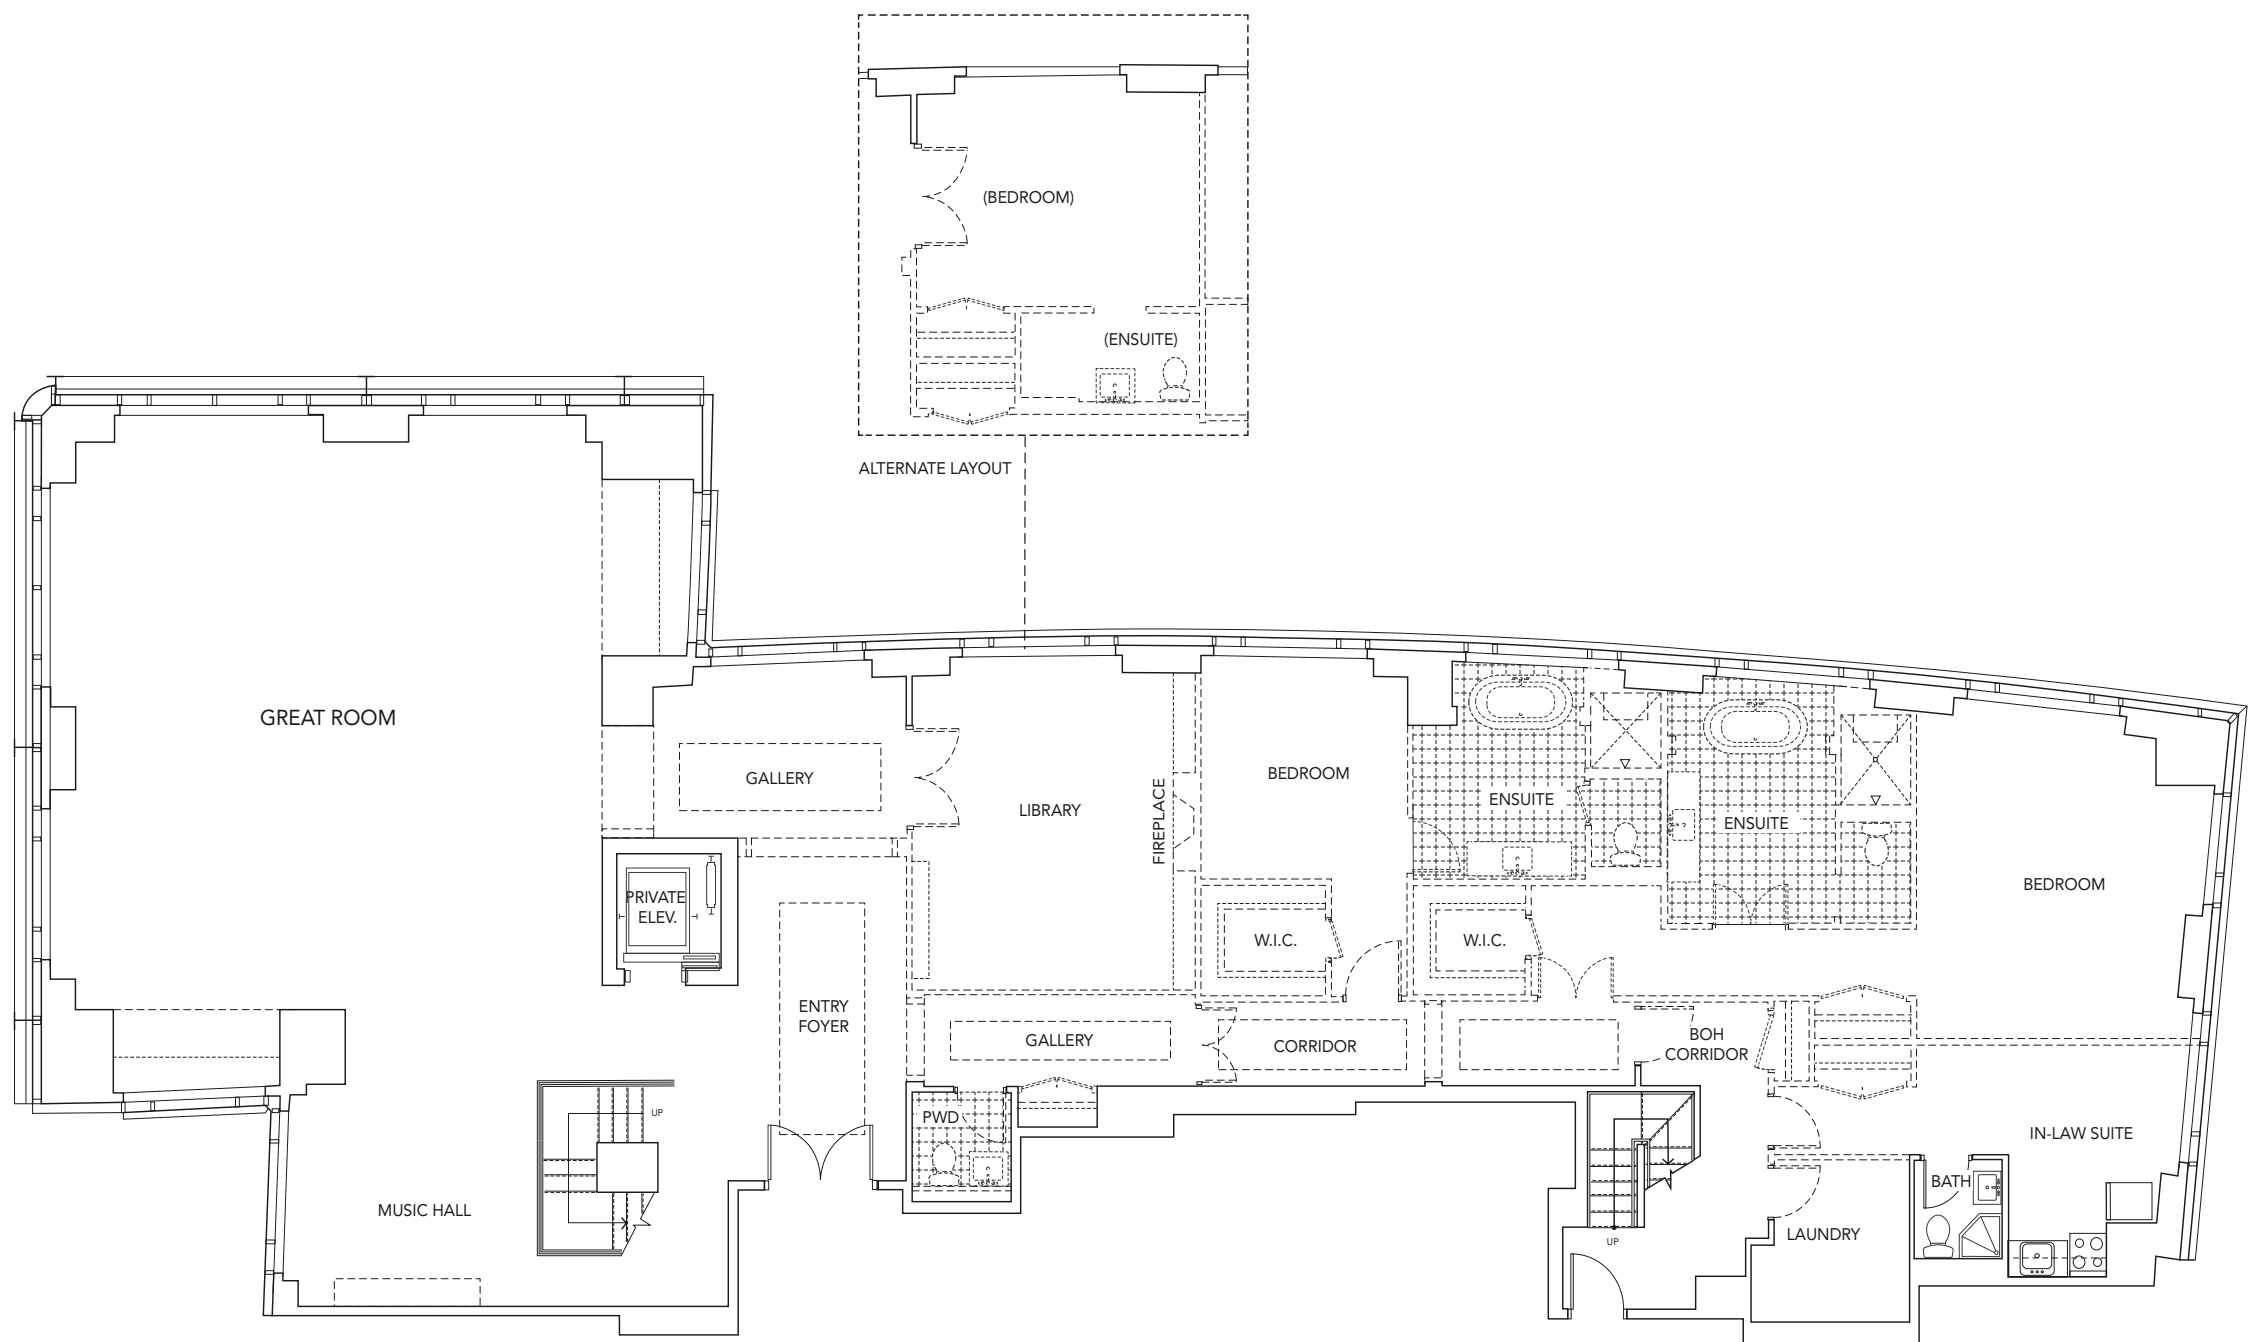 (BEDROOM)
(ENSUITE)
ALTERNATE LAYOUT
GREAT ROOM
GALLERY
LIBRARY
FIREPLACE
BEDROOM
ENSUITE
ENSUITE
BEDROOM
PRIVATE
ELEV.
W.I.C.
W.I.C.
ENTRY
FOYER
GALLERY
CORRIDOR
BOH
CORRIDOR
UP
PWD
IN-LAW SUITE
MUSIC HALL
BATH
LAUNDRY
UP